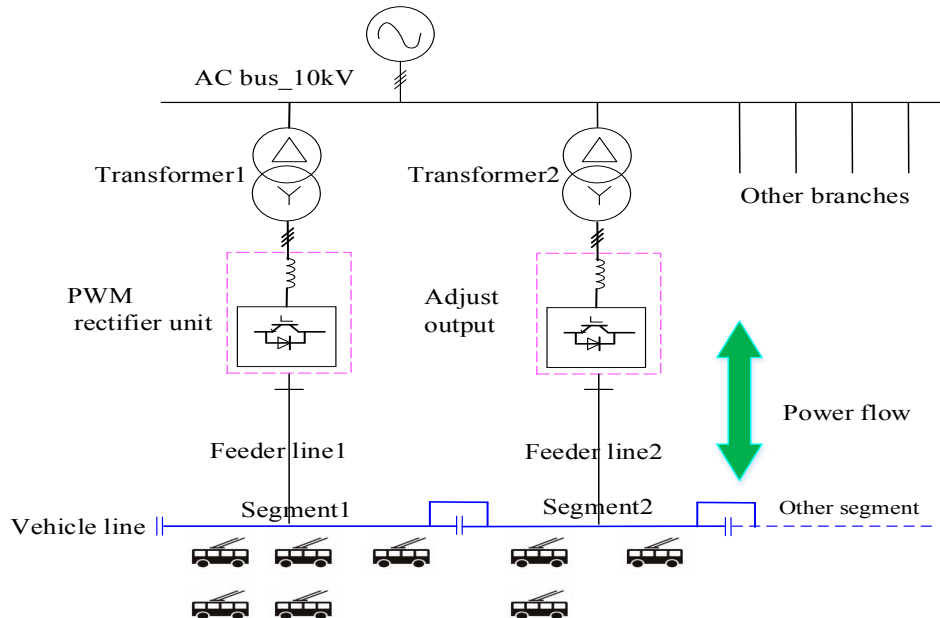 AC bus_10kV
Transformer1
Transformer2
Other branches
PWM
rectifier unit
Adjust
output
Power flow
Feeder line1
Feeder line2
Segment1
Segment2
Other segment
Vehicle line